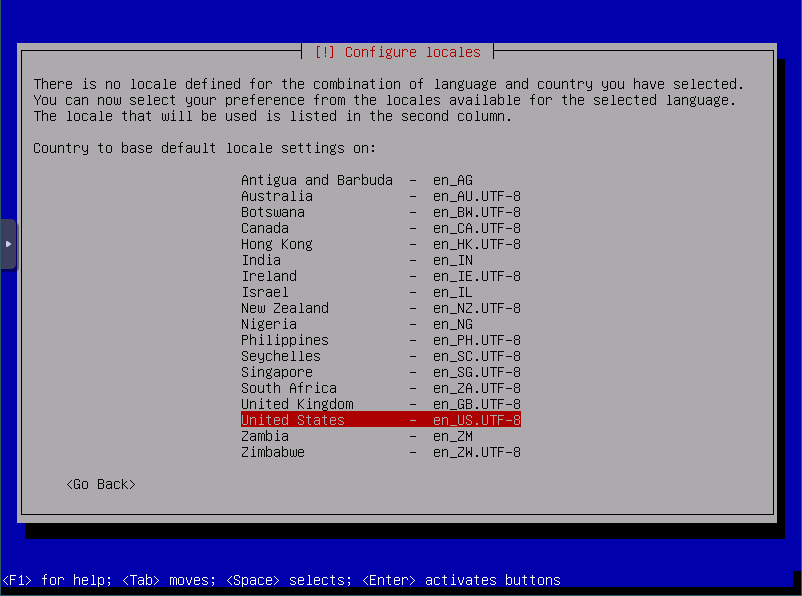 [!] Configure locales
There is no locale defined for the combination of language and country you have selected.
You can now select your preference from the locales available for the selected language.
The locale that will be used is listed in the second column.
Country to base default locale settings on:
Antigua and Barbuda - en_AG
Australia - en_AU.UTF-8
Botswana - en_BW.UTF-8
Canada - en_CA.UTF-8
Hong Kong - en_HK.UTF-8
India - en_IN
Ireland - en_IE.UTF-8
Israel - en_IL
New Zealand - en_NZ.UTF-8
Nigeria - en_NG
Philippines - en_PH.UTF-8
Seychelles - en_SC.UTF-8
Singapore - en_SG.UTF-8
South Africa - en_ZA.UTF-8
United Kingdom - en_GB.UTF-8
United States - en_US.UTF-8
Zambia - en_ZM
Zimbabwe - en_ZW.UTF-8
<Go Back>
<F1> for help; <Tab> moves; <Space> selects; <Enter> activates buttons